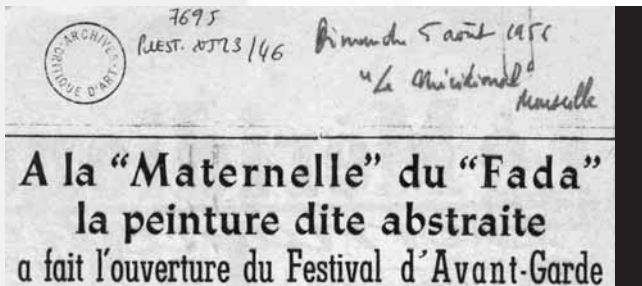 ARCHIVES
CRITIQUE D'ART
7695
Dimanche 5 août 1956
"Le Méridional"
Marseille
A la "Maternelle" du "Fada"
la peinture dite abstraite
a fait l'ouverture du Festival d'Avant-Garde